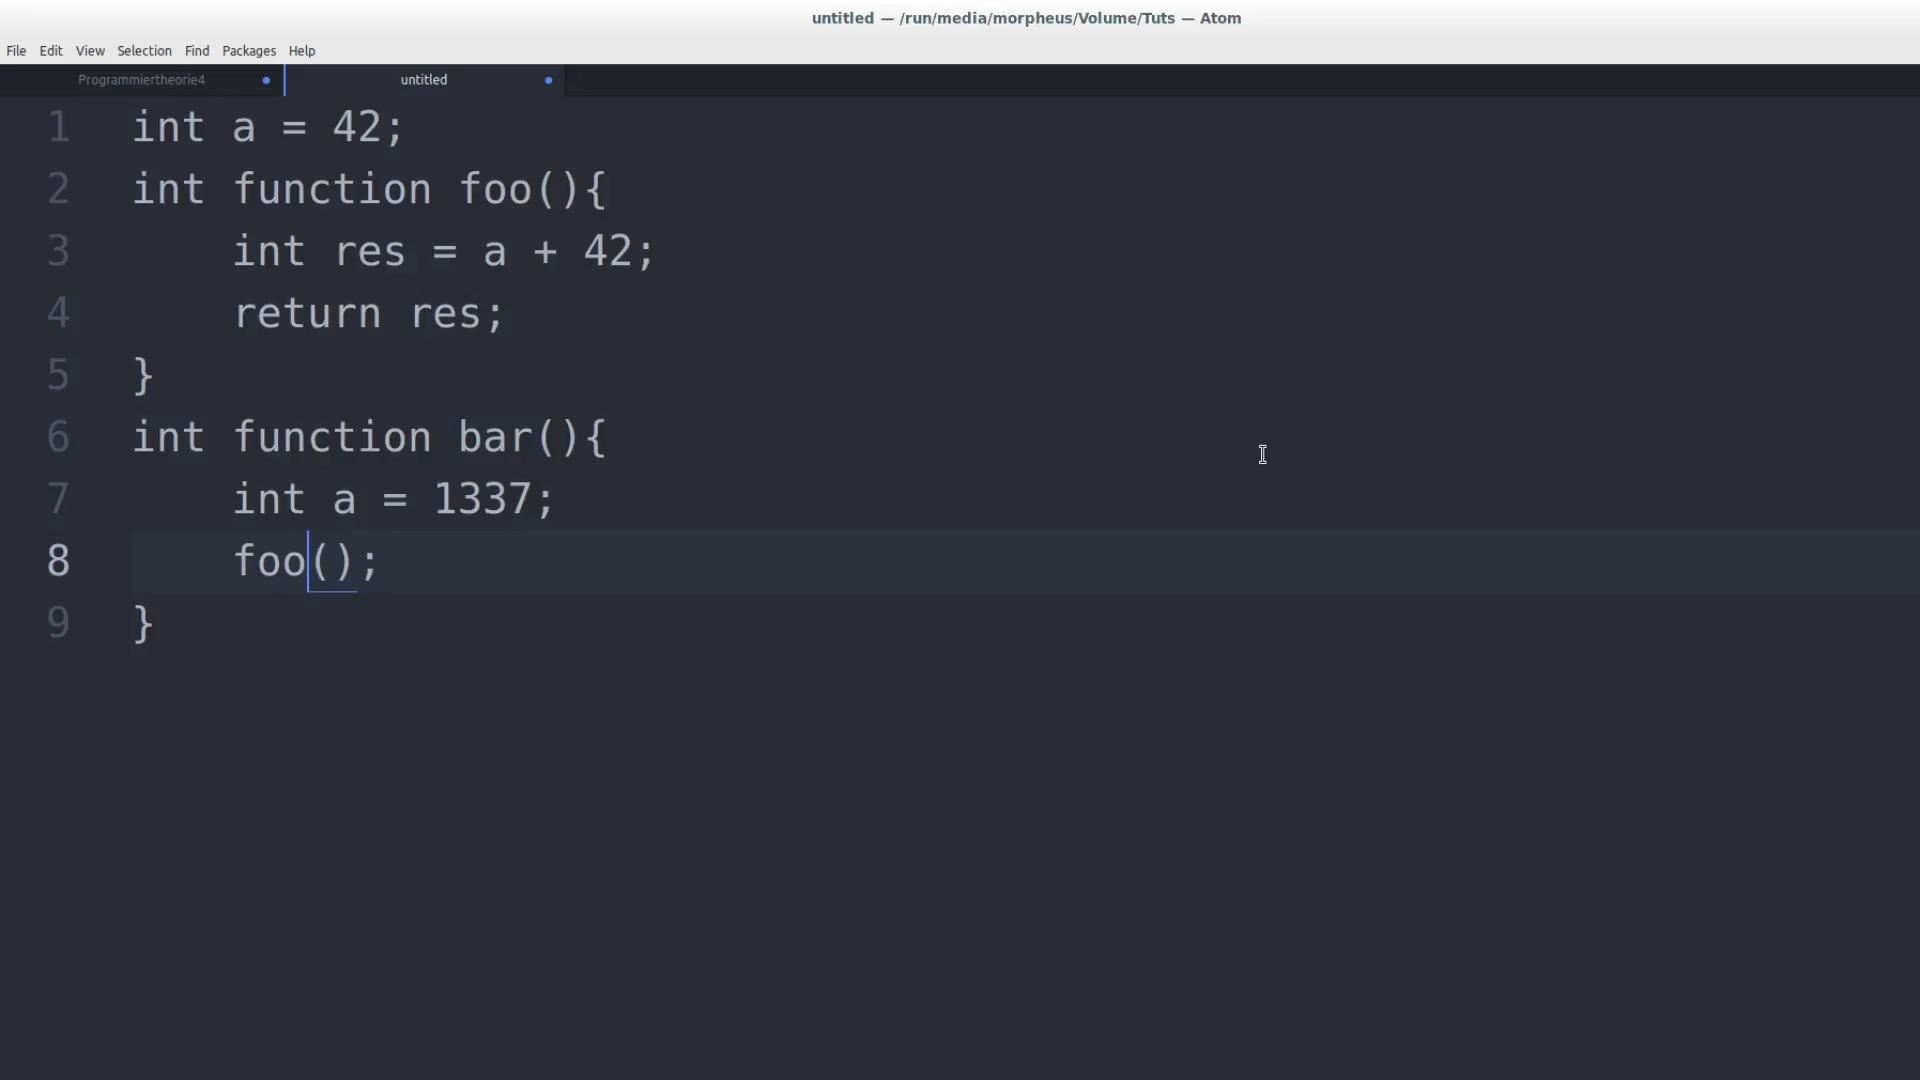 untitled — /run/media/morpheus/Volume/Tuts — Atom
File Edit View Selection Find Packages Help
Programmiertheorie4 untitled
1 int a = 42;
2 int function foo(){
3     int res = a + 42;
4     return res;
5 }
6 int function bar(){
7     int a = 1337;
8     foo();
9 }